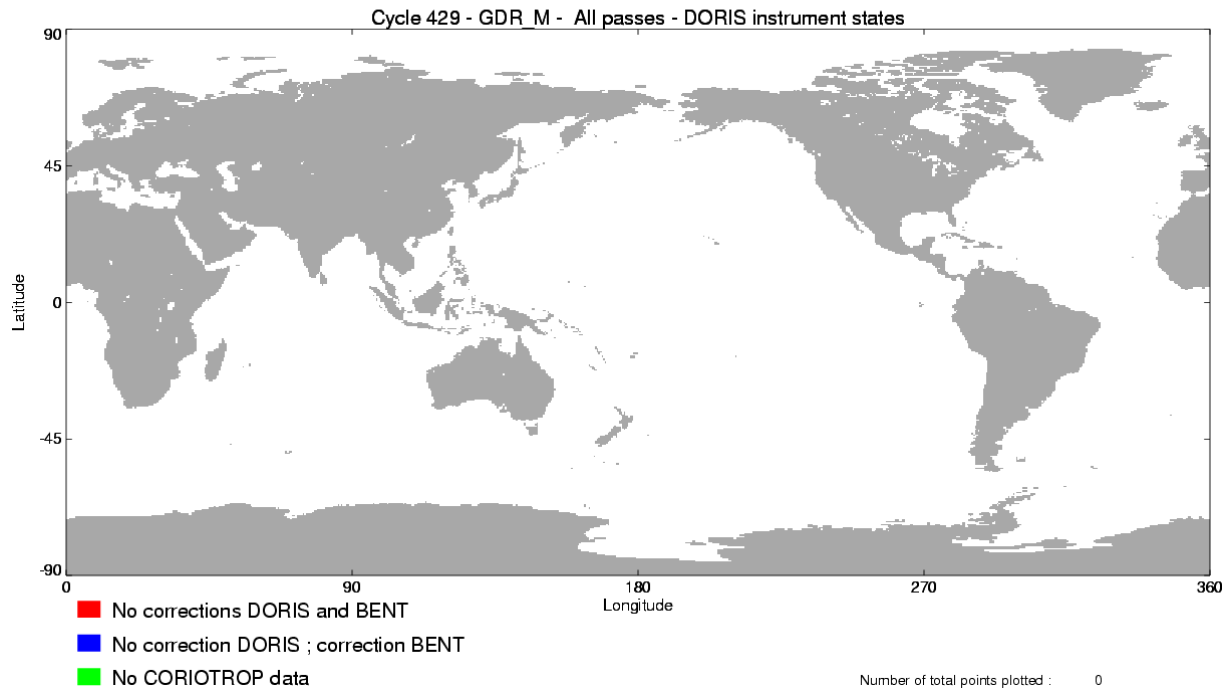 Cycle 429 - GDR_M -  All passes - DORIS instrument states
90
45
0
-45
-90
Latitude
0 90 180 270 360
Longitude
No corrections DORIS and BENT
No correction DORIS ; correction BENT
No CORIOTROP data
Number of total points plotted : 0